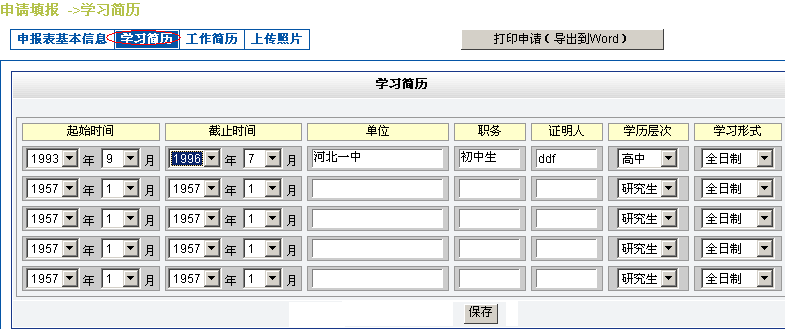 申请填报 ->学习简历
申报表基本信息 学习简历 工作简历 上传照片 打印申请（导出到Word）
学习简历
起始时间 截止时间 单位 职务 证明人 学历层次 学习形式
1993 年 9 月 1996 年 7 月 河北一中 初中生 ddf 高中 全日制
1957 年 1 月 1957 年 1 月 研究生 全日制
1957 年 1 月 1957 年 1 月 研究生 全日制
1957 年 1 月 1957 年 1 月 研究生 全日制
1957 年 1 月 1957 年 1 月 研究生 全日制
保存